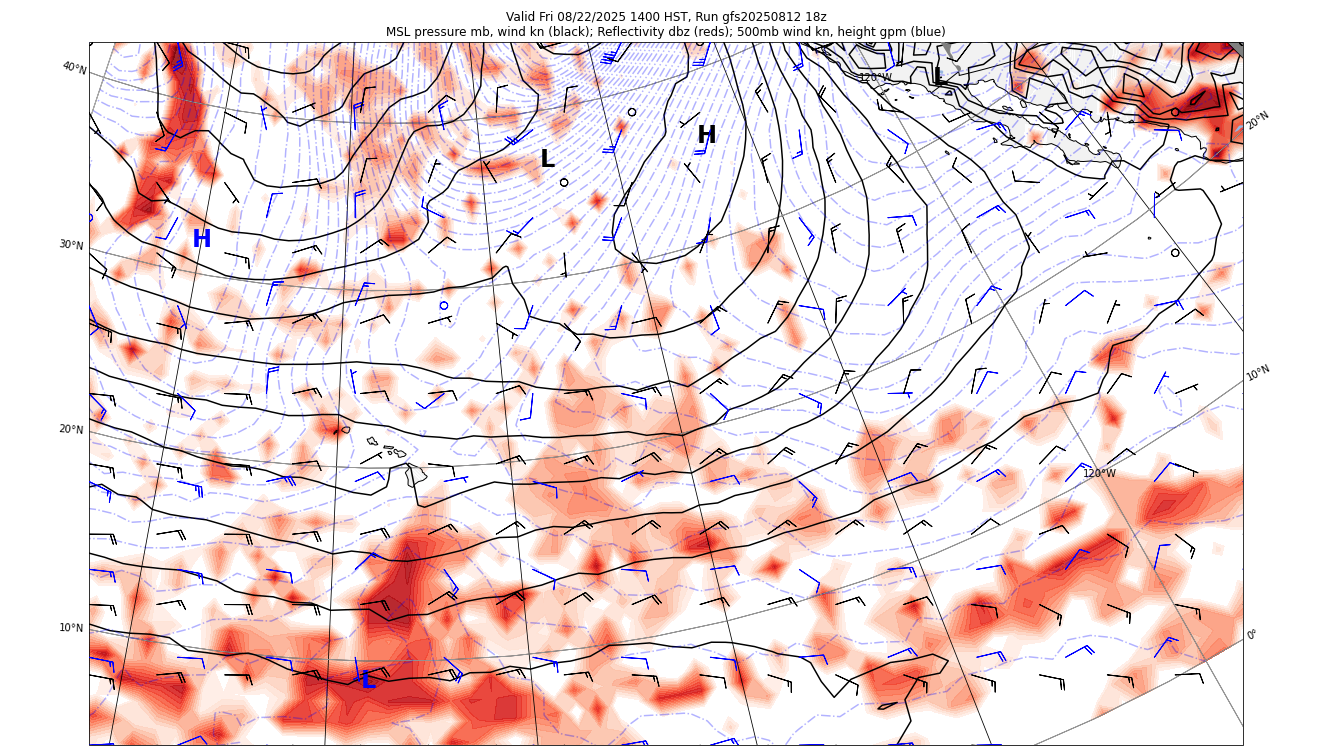 Valid Fri 08/22/2025 1400 HST, Run gfs20250812 18z
MSL pressure mb, wind kn (black); Reflectivity dbz (reds); 500mb wind kn, height gpm (blue)
40°N
120°W
L
20°N
H
L
30°N
H
10°N
20°N
120°W
10°N
0°
L